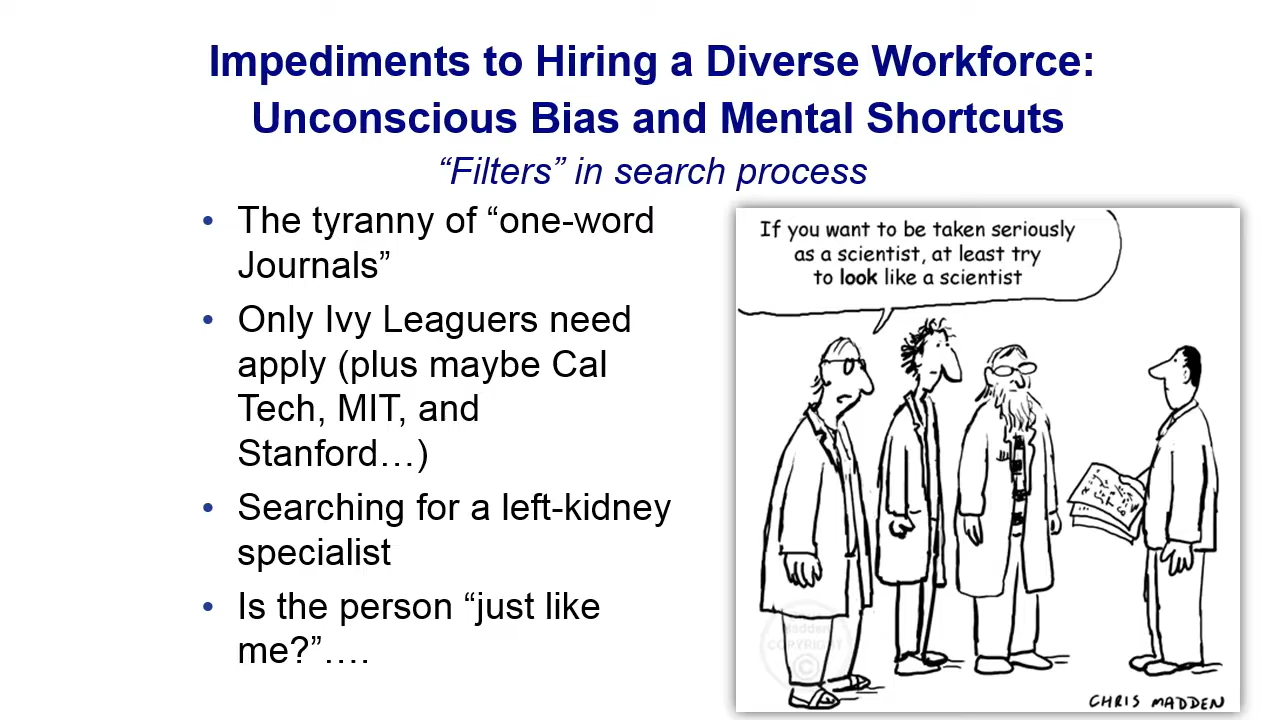 Impediments to Hiring a Diverse Workforce:
Unconscious Bias and Mental Shortcuts
“Filters” in search process
• The tyranny of “one-word
Journals”
• Only Ivy Leaguers need
apply (plus maybe Cal
Tech, MIT, and
Stanford…)
• Searching for a left-kidney
specialist
• Is the person “just like
me?”….
If you want to be taken seriously
as a scientist, at least try
to look like a scientist
COPYRIGHT
©
CHRIS MADDEN